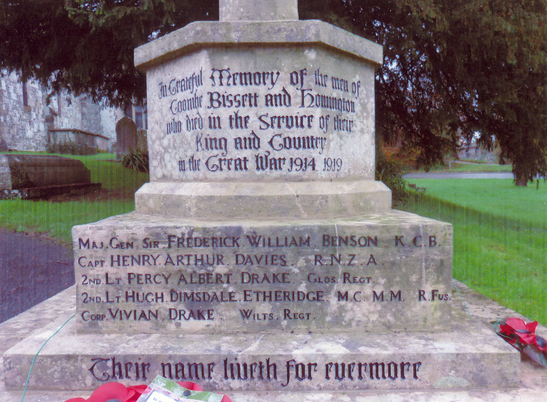 In Grateful Memory of the men of
Coombe Bissett and Homington
who died in the Service of their
King and Country
in the Great War 1914 1919
MAJ. GEN. SIR FREDERICK WILLIAM BENSON K.C.B.
CAPT HENRY. ARTHUR. DAVIES. R.N.Z.A.
2ND LT PERCY ALBERT DRAKE GLOS. REGT.
2ND. LT. HUGH. DIMSDALE. ETHERIDGE. M.C. M.M. R.FUS.
CORP. VIVIAN. DRAKE. WILTS. REGT.
Their name liveth for evermore